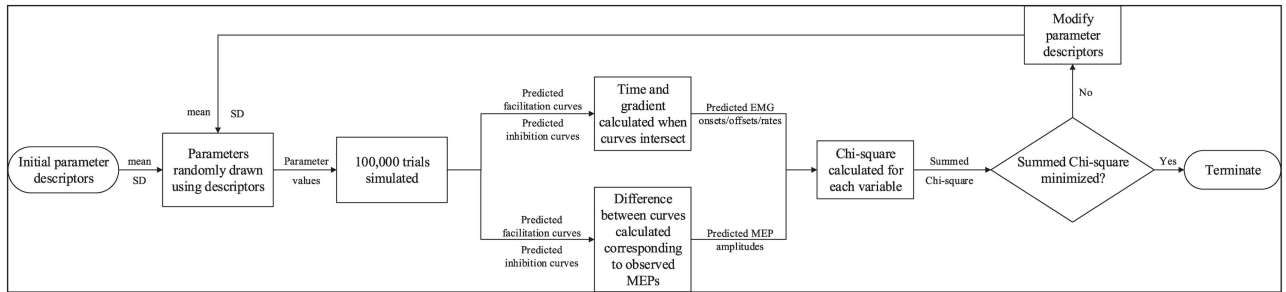 Initial parameter
descriptors
mean
SD
mean
SD
Parameters
randomly drawn
using descriptors
Parameter
values
100,000 trials
simulated
Predicted
facilitation curves
Predicted
inhibition curves
Time and
gradient
calculated when
curves intersect
Predicted EMG
onsets/offsets/rates
Predicted
facilitation curves
Predicted
inhibition curves
Difference
between curves
calculated
corresponding
to observed
MEPs
Predicted MEP
amplitudes
Chi-square
calculated for
each variable
Summed
Chi-square
Summed Chi-square
minimized?
No
Modify
parameter
descriptors
Yes
Terminate